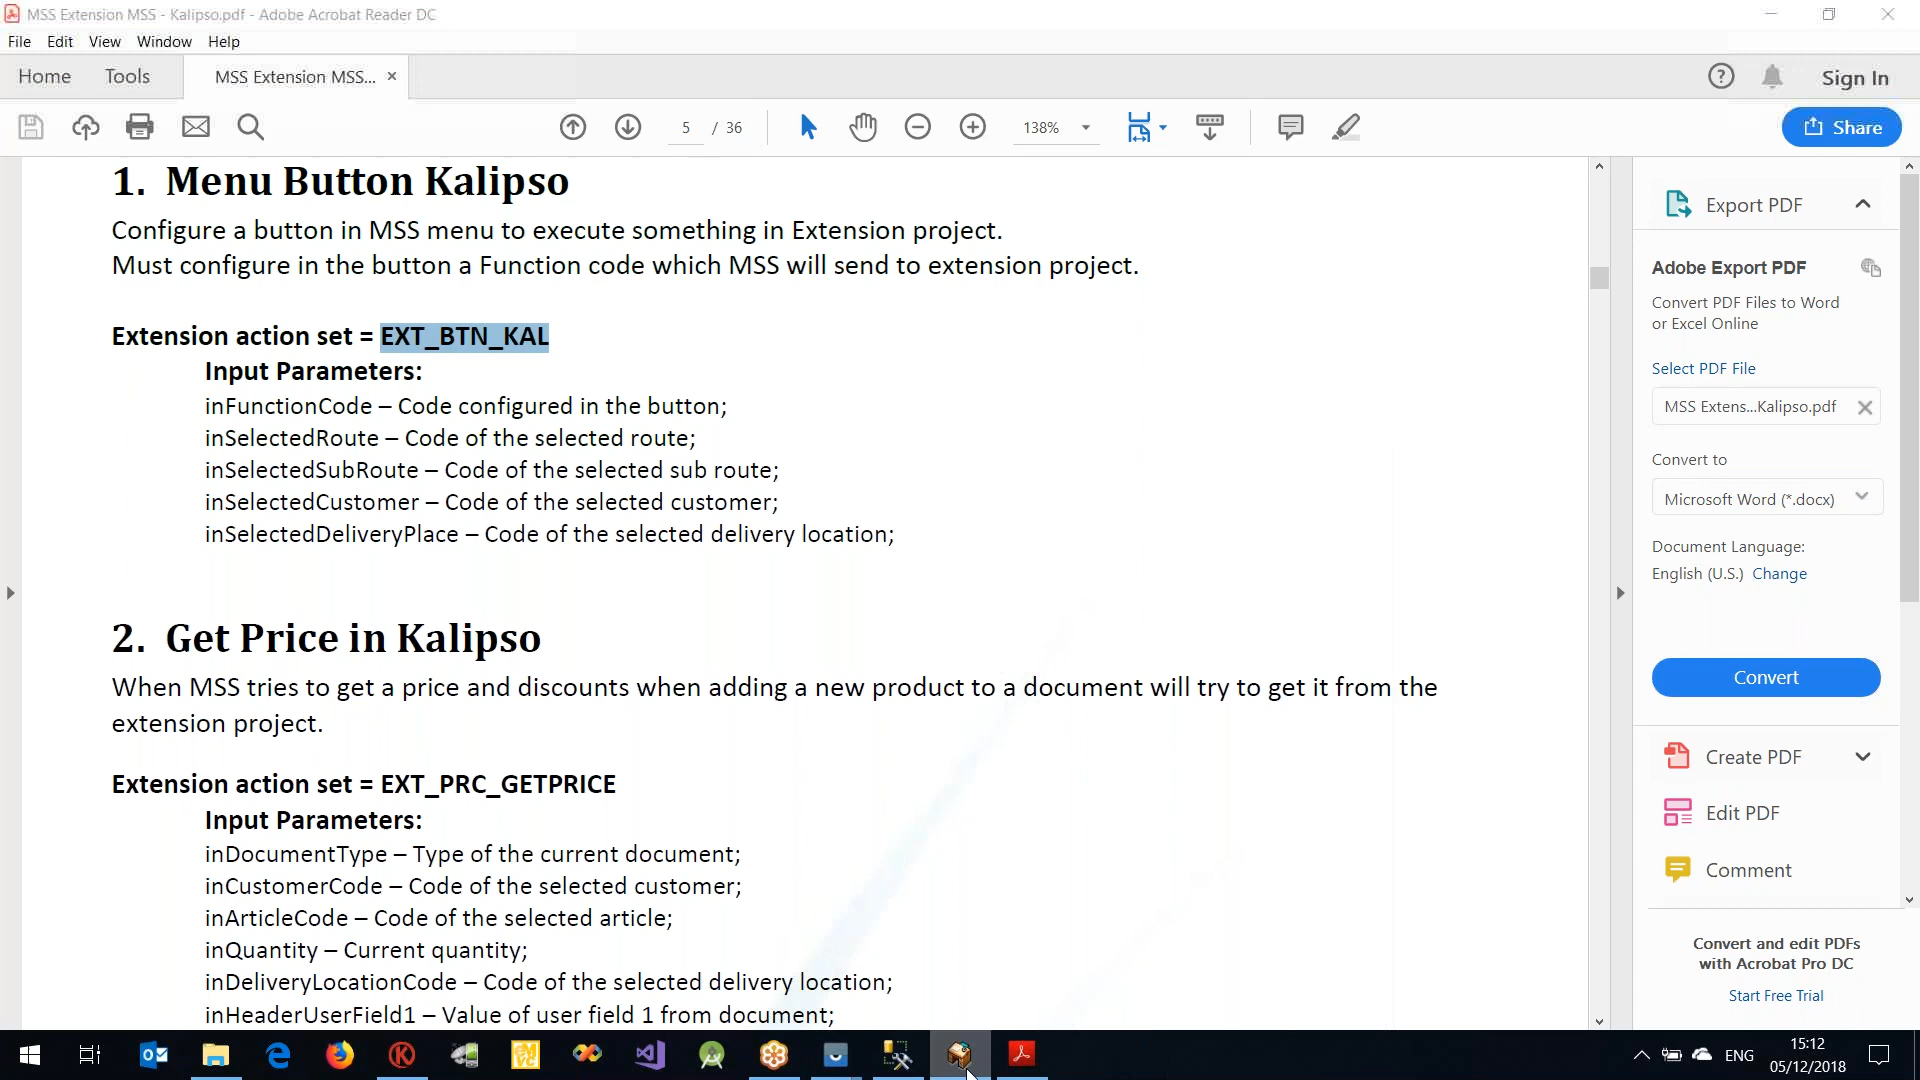 MSS Extension MSS - Kalipso.pdf - Adobe Acrobat Reader DC
File Edit View Window Help
Home Tools MSS Extension MSS... × Sign In
5 / 36 138% Share
1. Menu Button Kalipso
Configure a button in MSS menu to execute something in Extension project.
Must configure in the button a Function code which MSS will send to extension project.
Extension action set = EXT_BTN_KAL
Input Parameters:
inFunctionCode – Code configured in the button;
inSelectedRoute – Code of the selected route;
inSelectedSubRoute – Code of the selected sub route;
inSelectedCustomer – Code of the selected customer;
inSelectedDeliveryPlace – Code of the selected delivery location;
2. Get Price in Kalipso
When MSS tries to get a price and discounts when adding a new product to a document will try to get it from the
extension project.
Extension action set = EXT_PRC_GETPRICE
Input Parameters:
inDocumentType – Type of the current document;
inCustomerCode – Code of the selected customer;
inArticleCode – Code of the selected article;
inQuantity – Current quantity;
inDeliveryLocationCode – Code of the selected delivery location;
inHeaderUserField1 – Value of user field 1 from document;
Export PDF
Adobe Export PDF
Convert PDF Files to Word
or Excel Online
Select PDF File
MSS Extens...Kalipso.pdf
Convert to
Microsoft Word (*.docx)
Document Language:
English (U.S.) Change
Convert
Create PDF
Edit PDF
Comment
Convert and edit PDFs
with Acrobat Pro DC
Start Free Trial
ENG
15:12
05/12/2018